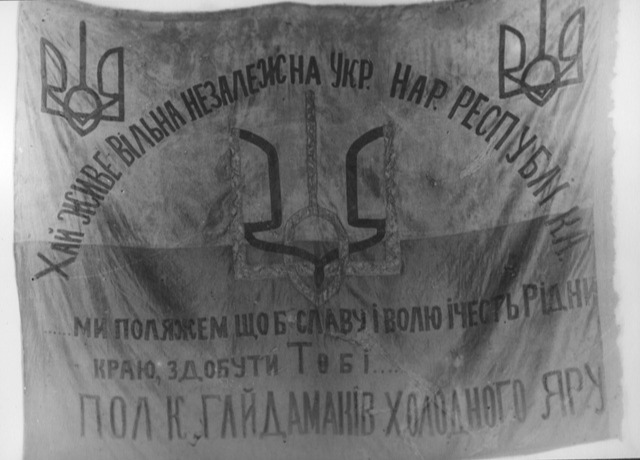 ХАЙ ЖИВЕ ВІЛЬНА НЕЗАЛЕЖНА УКР. НАР. РЕСПУБЛЇКА.
.....МИ ПОЛЯЖЕМ ЩОБ СЛАВУ І ВОЛЮ І ЧЕСТЬ РІДНИ
КРАЮ, ЗДОБУТИ ТОБІ....
ПОЛК ГАЙДАМАКІВ ХОЛОДНОГО ЯРУ